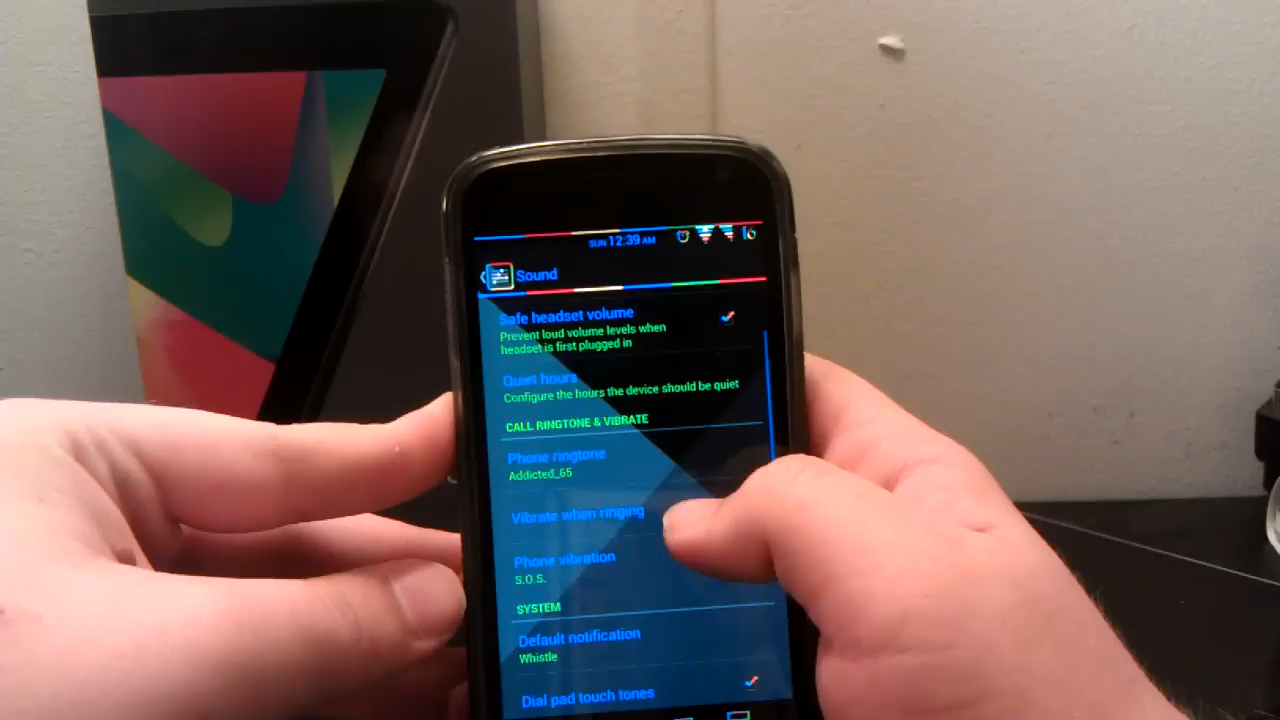 SUN 12:39 AM 16
Sound
Safe headset volume
Prevent loud volume levels when
headset is first plugged in
Quiet hours
Configure the hours the device should be quiet
CALL RINGTONE & VIBRATE
Phone ringtone
Addicted_65
Vibrate when ringing
Phone vibration
S.O.S.
SYSTEM
Default notification
Whistle
Dial pad touch tones